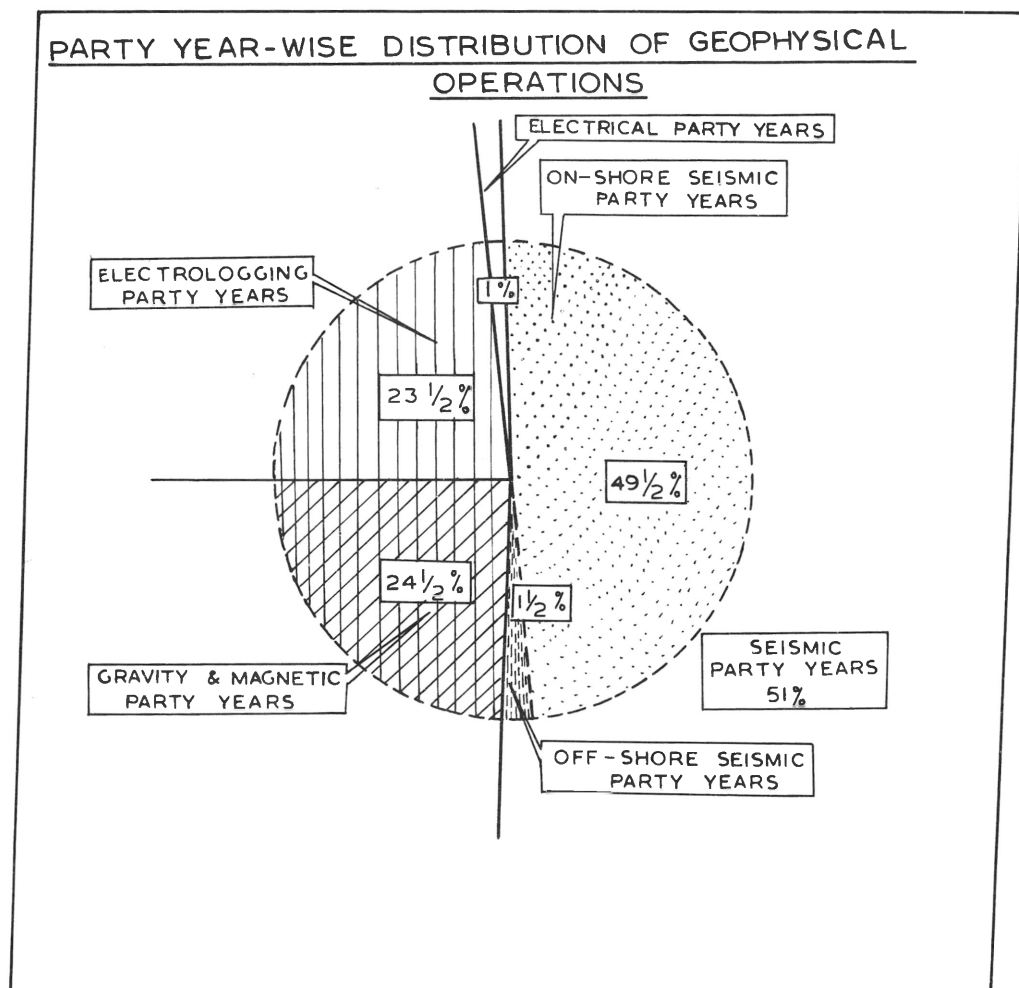 PARTY YEAR-WISE DISTRIBUTION OF GEOPHYSICAL
OPERATIONS
ELECTRICAL PARTY YEARS
ON-SHORE SEISMIC
PARTY YEARS
ELECTROLOGGING
PARTY YEARS
1%
23 1/2 %
49 1/2 %
24 1/2 %
1 1/2 %
SEISMIC
PARTY YEARS
51%
GRAVITY & MAGNETIC
PARTY YEARS
OFF-SHORE SEISMIC
PARTY YEARS